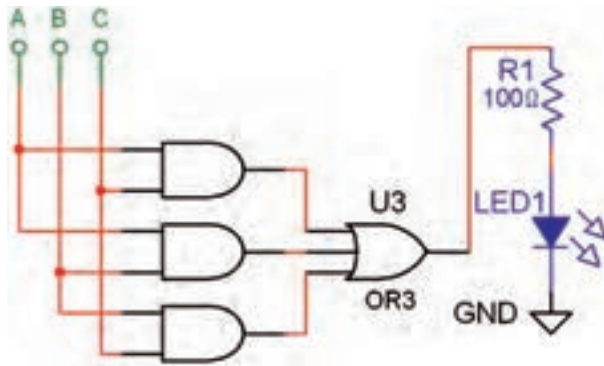 A B C
R1
100Ω
U3
LED1
OR3
GND